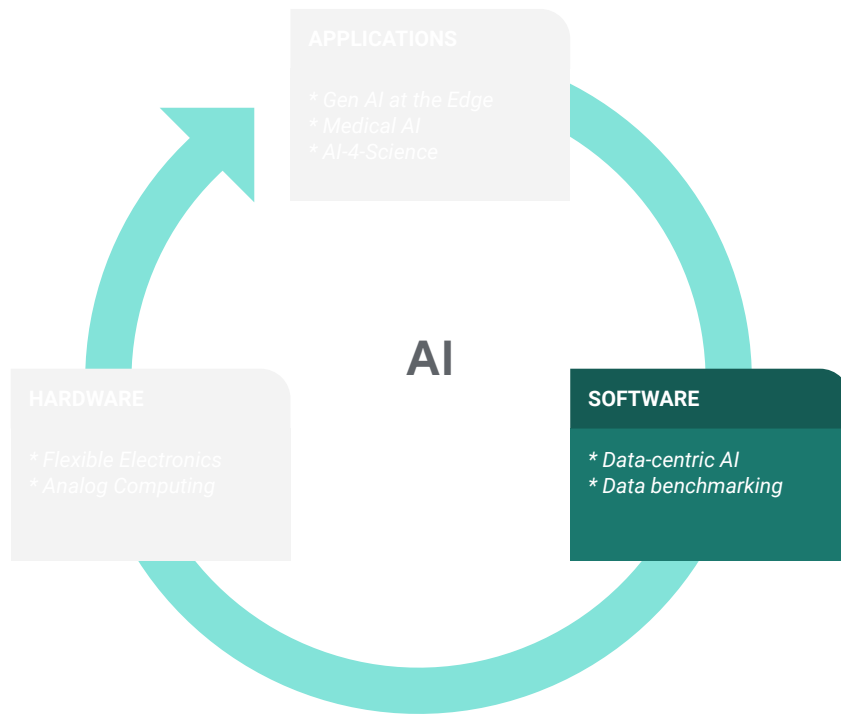 APPLICATIONS
* Gen AI at the Edge
* Medical AI
* AI-4-Science
AI
HARDWARE
* Flexible Electronics
* Analog Computing
SOFTWARE
* Data-centric AI
* Data benchmarking